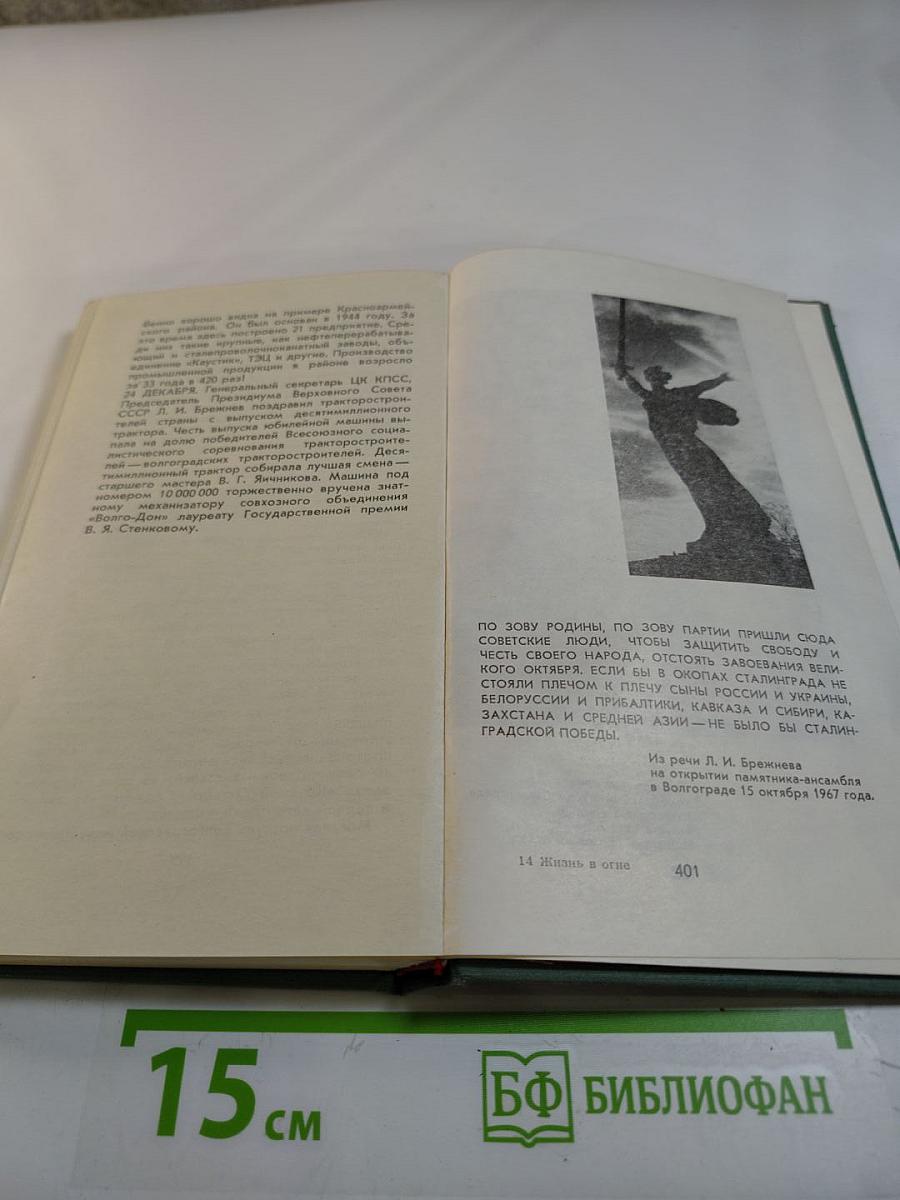 венно хорошо видна на примере Красноармей-
ского района. Он был основан в 1944 году. За
это время здесь построено 21 предприятие. Сре-
ди них такие крупные, как нефтеперерабатыва-
ющий и сталепроволочноканатный заводы, объ-
единение «Каустик», ТЭЦ и другие. Производство
промышленной продукции в районе возросло
за 33 года в 420 раз!
24 ДЕКАБРЯ. Генеральный секретарь ЦК КПСС,
Председатель Президиума Верховного Совета
СССР Л. И. Брежнев поздравил тракторострои-
телей страны с выпуском десятимиллионного
трактора. Честь выпуска юбилейной машины вы-
пала на долю победителей Всесоюзного социа-
листического соревнования тракторостроите-
лей — волгоградских тракторостроителей. Деся-
тимиллионный трактор собирала лучшая смена —
старшего мастера В. Г. Яичникова. Машина под
номером 10 000 000 торжественно вручена знат-
ному механизатору совхозного объединения
«Волго-Дон» лауреату Государственной премии
В. Я. Стенковому.
ПО ЗОВУ РОДИНЫ, ПО ЗОВУ ПАРТИИ ПРИШЛИ СЮДА
СОВЕТСКИЕ ЛЮДИ, ЧТОБЫ ЗАЩИТИТЬ СВОБОДУ И
ЧЕСТЬ СВОЕГО НАРОДА, ОТСТОЯТЬ ЗАВОЕВАНИЯ ВЕЛИ-
КОГО ОКТЯБРЯ. ЕСЛИ БЫ В ОКОПАХ СТАЛИНГРАДА НЕ
СТОЯЛИ ПЛЕЧОМ К ПЛЕЧУ СЫНЫ РОССИИ И УКРАИНЫ,
БЕЛОРУССИИ И ПРИБАЛТИКИ, КАВКАЗА И СИБИРИ, КА-
ЗАХСТАНА И СРЕДНЕЙ АЗИИ — НЕ БЫЛО БЫ СТАЛИН-
ГРАДСКОЙ ПОБЕДЫ.
Из речи Л. И. Брежнева
на открытии памятника-ансамбля
в Волгограде 15 октября 1967 года.
14 Жизнь в огне 401
15 см
БФ БИБЛИОФАН